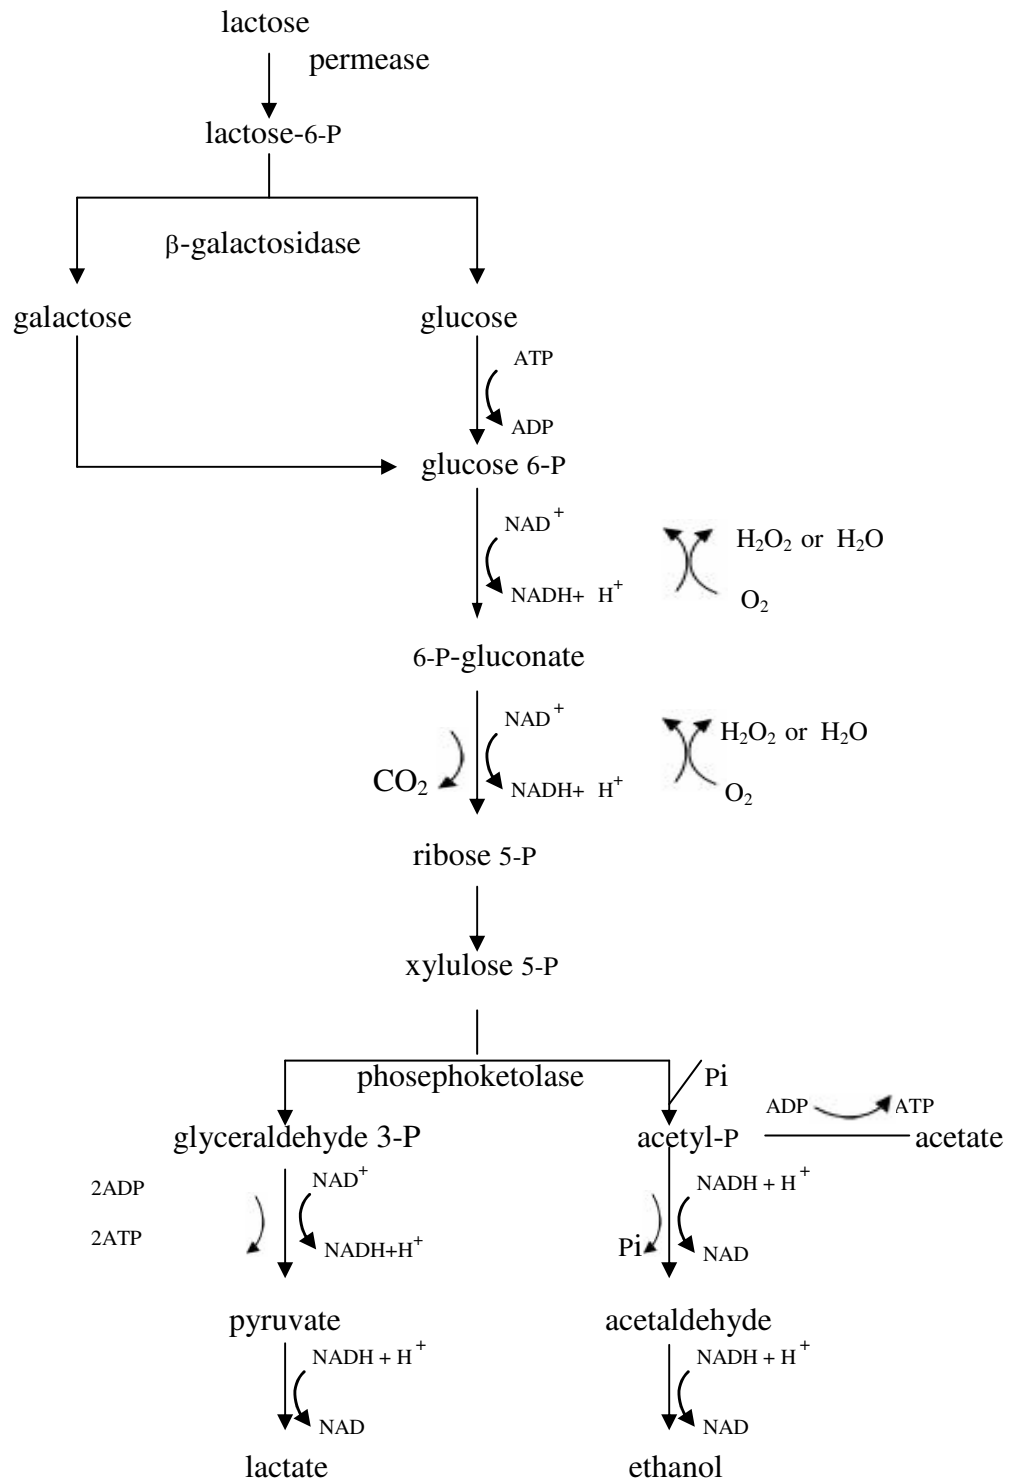 lactose
permease
lactose-6-P
β-galactosidase
galactose
glucose
ATP
ADP
glucose 6-P
NAD⁺
H₂O₂ or H₂O
NADH+ H⁺
O₂
6-P-gluconate
NAD⁺
H₂O₂ or H₂O
CO₂
NADH+ H⁺
O₂
ribose 5-P
xylulose 5-P
phosephoketolase
Pi
ADP
ATP
glyceraldehyde 3-P
acetyl-P
acetate
2ADP
NAD⁺
NADH + H⁺
2ATP
NADH+H⁺
Pi
NAD
pyruvate
acetaldehyde
NADH + H⁺
NADH + H⁺
NAD
NAD
lactate
ethanol